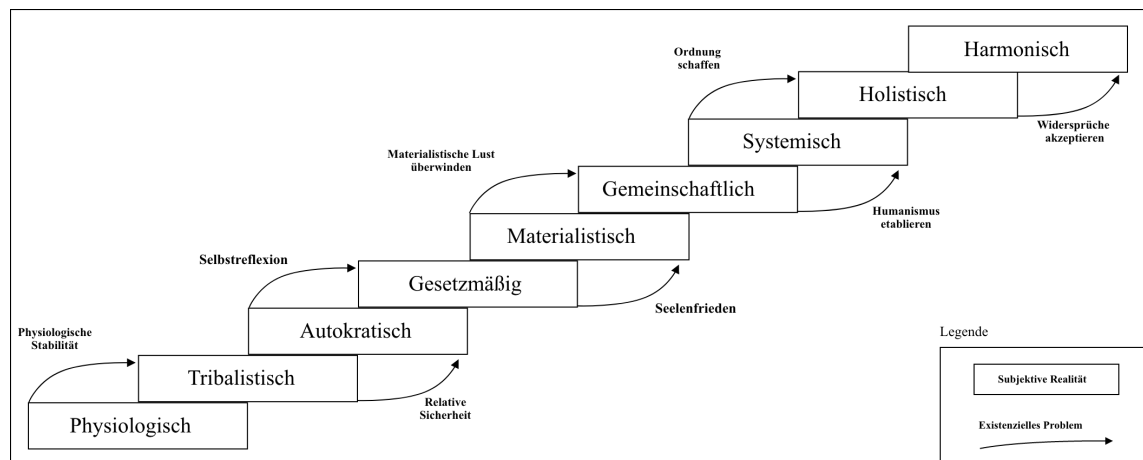 Harmonisch
Ordnung
schaffen
Holistisch
Widersprüche
akzeptieren
Systemisch
Materialistische Lust
überwinden
Gemeinschaftlich
Humanismus
etablieren
Materialistisch
Selbstreflexion
Gesetzmäßig
Seelenfrieden
Autokratisch
Physiologische
Stabilität
Tribalistisch
Relative
Sicherheit
Physiologisch
Legende
Subjektive Realität
Existenzielles Problem